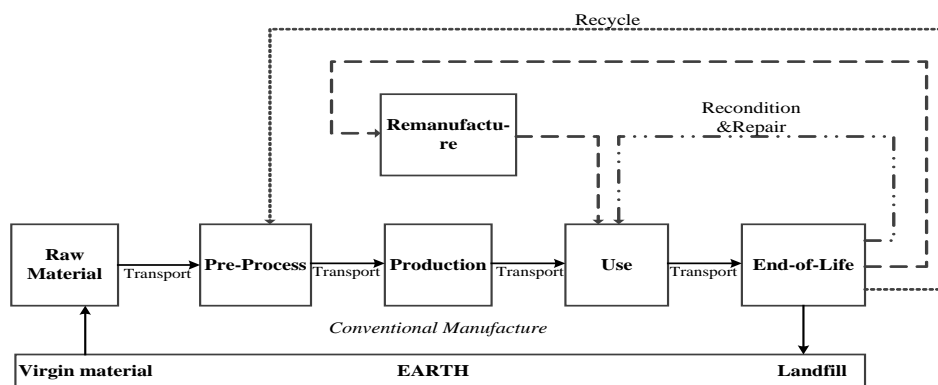 Recycle
Remanufactu-
re
Recondition
&Repair
Raw
Material
Transport
Pre-Process
Transport
Production
Transport
Use
Transport
End-of-Life
Conventional Manufacture
Virgin material
EARTH
Landfill